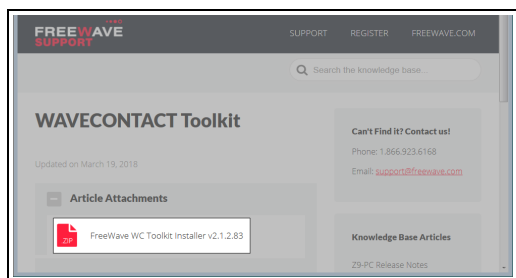 FREEWAVE
SUPPORT
SUPPORT REGISTER FREEWAVE.COM
Search the knowledge base...
WAVECONTACT Toolkit
Updated on March 19, 2018
Article Attachments
.ZIP FreeWave WC Toolkit Installer v2.1.2.83
Can't Find it? Contact us!
Phone: 1.866.923.6168
Email: support@freewave.com
Knowledge Base Articles
Z9-PC Release Notes